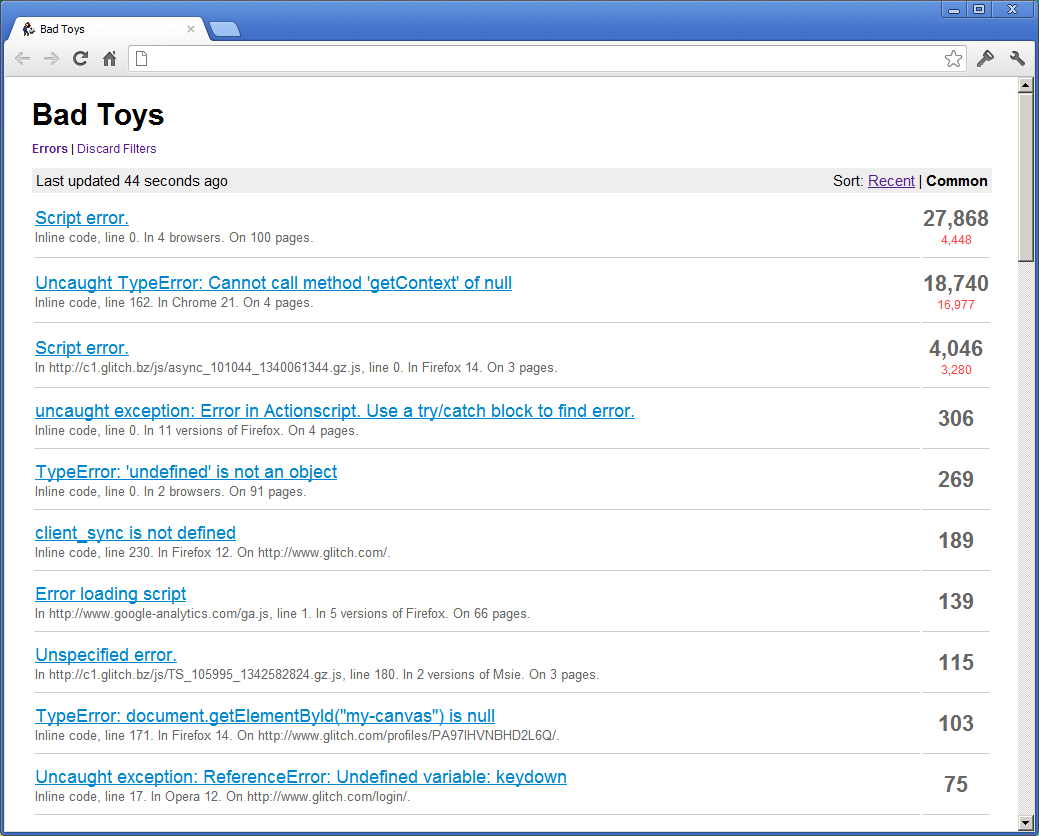 Bad Toys
Bad Toys
Errors | Discard Filters
Last updated 44 seconds ago Sort: Recent | Common
Script error. 27,868
Inline code, line 0. In 4 browsers. On 100 pages. 4,448
Uncaught TypeError: Cannot call method 'getContext' of null 18,740
Inline code, line 162. In Chrome 21. On 4 pages. 16,977
Script error. 4,046
In http://c1.glitch.bz/js/async_101044_1340061344.gz.js, line 0. In Firefox 14. On 3 pages. 3,280
uncaught exception: Error in Actionscript. Use a try/catch block to find error. 306
Inline code, line 0. In 11 versions of Firefox. On 4 pages.
TypeError: 'undefined' is not an object 269
Inline code, line 0. In 2 browsers. On 91 pages.
client_sync is not defined 189
Inline code, line 230. In Firefox 12. On http://www.glitch.com/.
Error loading script 139
In http://www.google-analytics.com/ga.js, line 1. In 5 versions of Firefox. On 66 pages.
Unspecified error. 115
In http://c1.glitch.bz/js/TS_105995_1342582824.gz.js, line 180. In 2 versions of Msie. On 3 pages.
TypeError: document.getElementById("my-canvas") is null 103
Inline code, line 171. In Firefox 14. On http://www.glitch.com/profiles/PA97IHVNBHD2L6Q/.
Uncaught exception: ReferenceError: Undefined variable: keydown 75
Inline code, line 17. In Opera 12. On http://www.glitch.com/login/.